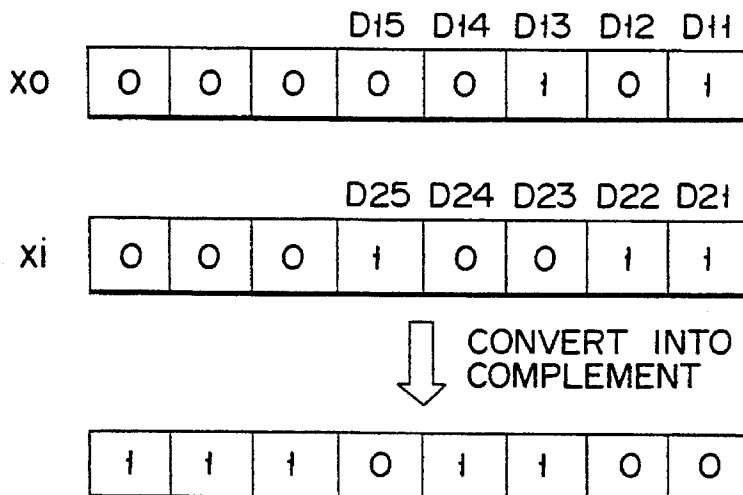 D15 D14 D13 D12 D11
xo 0 0 0 0 0 1 0 1
D25 D24 D23 D22 D21
xi 0 0 0 1 0 0 1 1
CONVERT INTO
COMPLEMENT
1 1 1 0 1 1 0 0